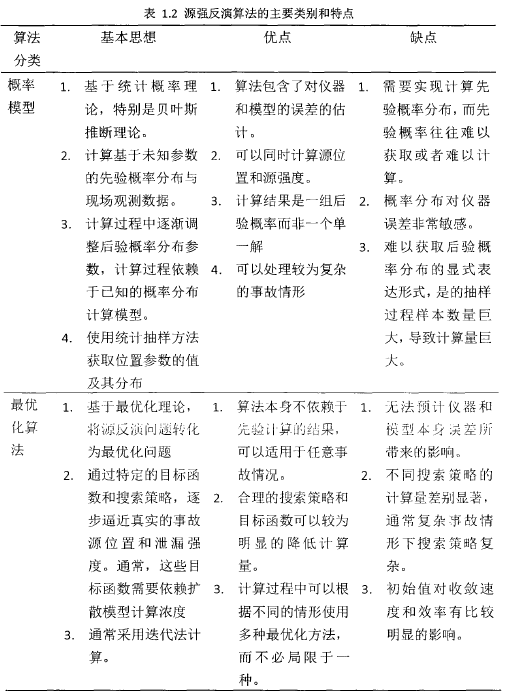 表 1.2 源强反演算法的主要类别和特点
算法
分类
基本思想
优点
缺点
概率
模型
1. 基于统计概率理
论，特别是贝叶斯
推断理论。
2. 计算基于未知参数
的先验概率分布与
现场观测数据。
3. 计算过程中逐渐调
整后验概率分布参
数，计算过程依赖
于已知的概率分布
计算模型。
4. 使用统计抽样方法
获取位置参数的值
及其分布
1. 算法包含了对仪器
和模型的误差的估
计。
2. 可以同时计算源位
置和源强度。
3. 计算结果是一组后
验概率而非一个单
一解
4. 可以处理较为复杂
的事故情形
1. 需要实现计算先
验概率分布，而先
验概率往往难以
获取或者难以计
算。
2. 概率分布对仪器
误差非常敏感。
3. 难以获取后验概
率分布的显式表
达形式，是的抽样
过程样本数量巨
大，导致计算量巨
大。
最优
化算
法
1. 基于最优化理论，
将源反演问题转化
为最优化问题
2. 通过特定的目标函
数和搜索策略，逐
步逼近真实的事故
源位置和泄漏强
度。通常，这些目
标函数需要依赖扩
散模型计算浓度
3. 通常采用迭代法计
算。
1. 算法本身不依赖于
先验计算的结果，
可以适用于任意事
故情况。
2. 合理的搜索策略和
目标函数可以较为
明显的降低计算
量。
3. 计算过程中可以根
据不同的情形使用
多种最优化方法，
而不必局限于一
种。
1. 无法预计仪器和
模型本身误差所
带来的影响。
2. 不同搜索策略的
计算量差别显著，
通常复杂事故情
形下搜索策略复
杂。
3. 初始值对收敛速
度和效率有比较
明显的影响。